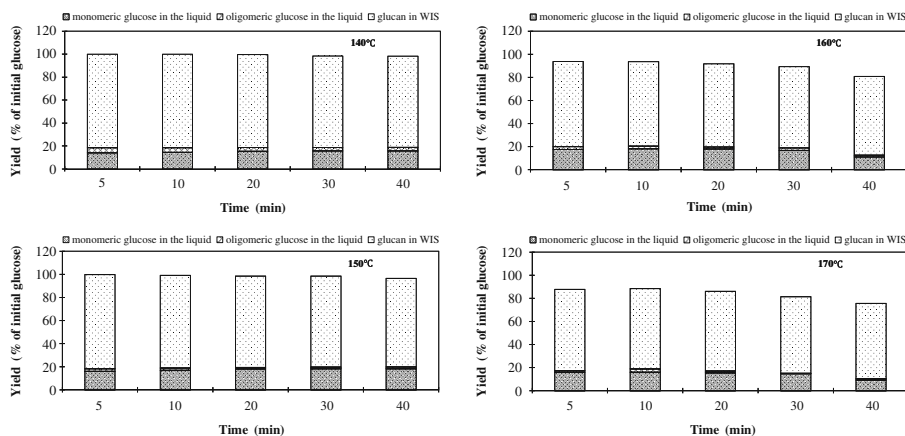 monomeric glucose in the liquid oligomeric glucose in the liquid glucan in WIS
140℃
Yield (% of initial glucose)
120
100
80
60
40
20
0
5 10 20 30 40
Time (min)
monomeric glucose in the liquid oligomeric glucose in the liquid glucan in WIS
160℃
Yield (% of initial glucose)
120
100
80
60
40
20
0
5 10 20 30 40
Time (min)
monomeric glucose in the liquid oligomeric glucose in the liquid glucan in WIS
150℃
Yield (% of initial glucose)
120
100
80
60
40
20
0
5 10 20 30 40
Time (min)
monomeric glucose in the liquid oligomeric glucose in the liquid glucan in WIS
170℃
Yield (% of initial glucose)
120
100
80
60
40
20
0
5 10 20 30 40
Time (min)